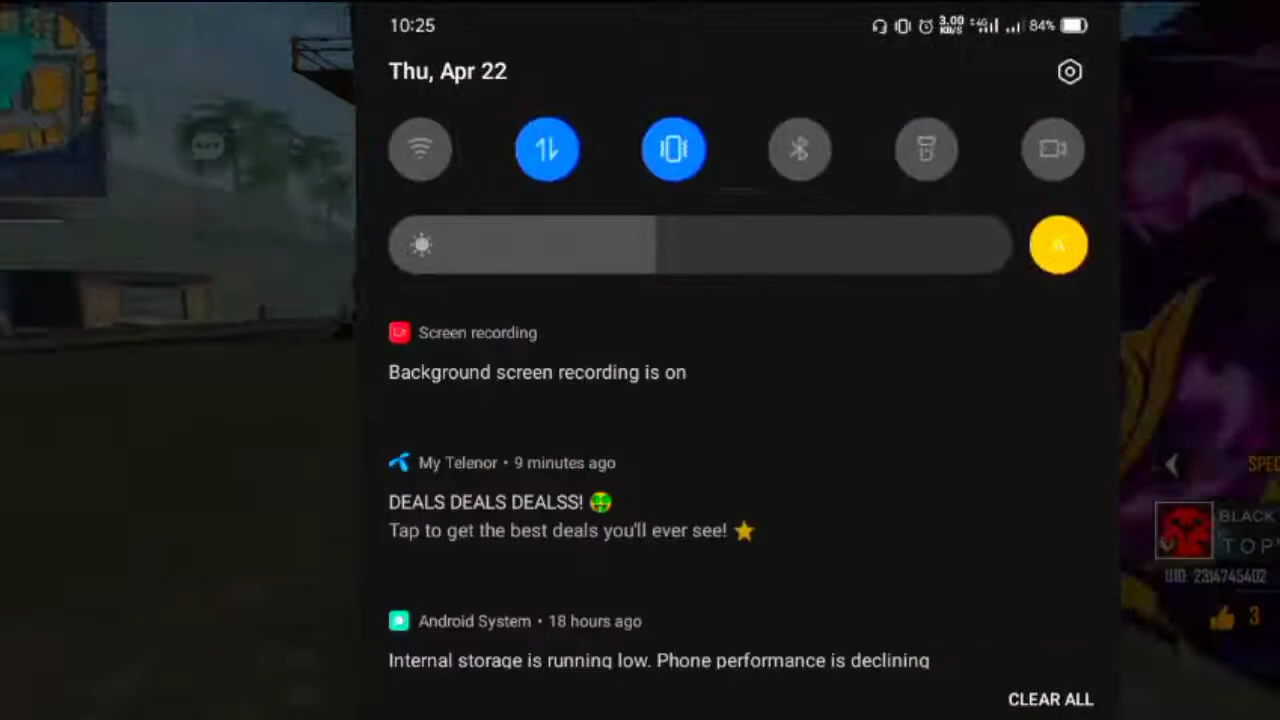 10:25
3.00
KB/S
4G
84%
Thu, Apr 22
Screen recording
Background screen recording is on
My Telenor • 9 minutes ago
DEALS DEALS DEALSS! 🤑
Tap to get the best deals you'll ever see! ⭐
Android System • 18 hours ago
Internal storage is running low. Phone performance is declining
CLEAR ALL
SPEC
BLACK
TOP
UID: 2314745402
3